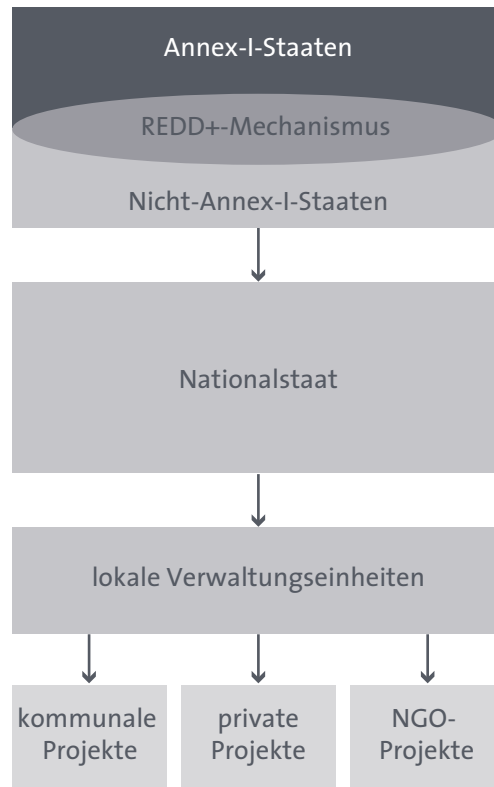 Annex-I-Staaten
REDD+-Mechanismus
Nicht-Annex-I-Staaten
Nationalstaat
lokale Verwaltungseinheiten
kommunale
Projekte
private
Projekte
NGO-
Projekte